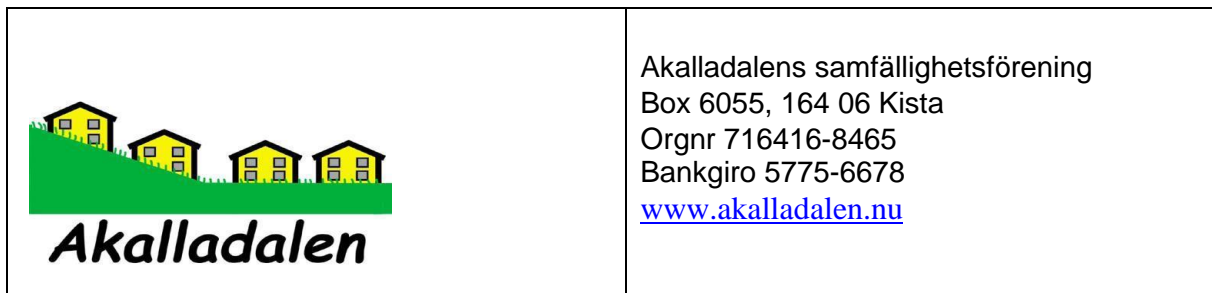 Akalladalen
Akalladalens samfällighetsförening
Box 6055, 164 06 Kista
Orgnr 716416-8465
Bankgiro 5775-6678
www.akalladalen.nu